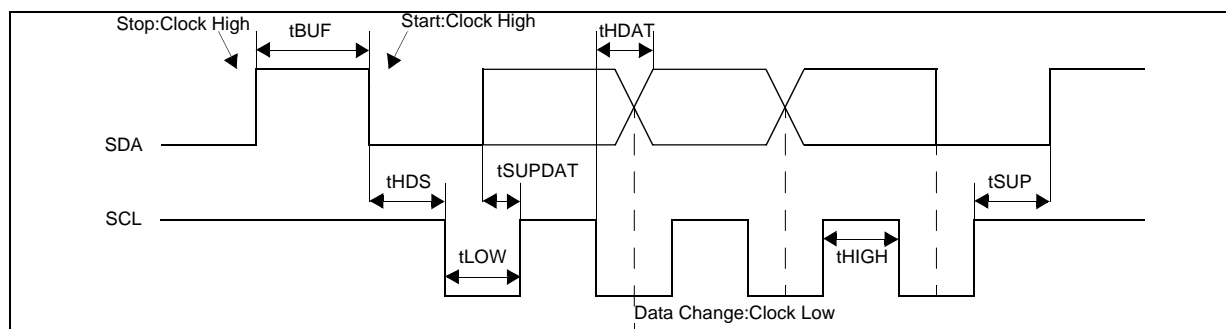 Stop:Clock High
tBUF
Start:Clock High
tHDAT
SDA
tHDS
tSUPDAT
tSUP
SCL
tLOW
tHIGH
Data Change:Clock Low